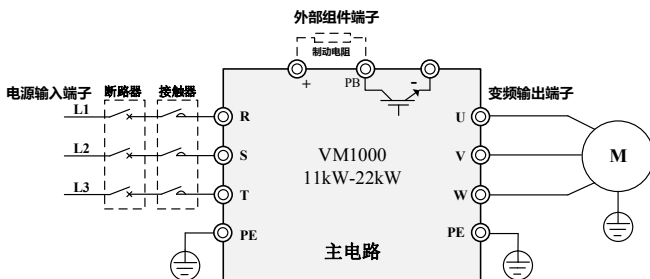 外部组件端子
制动电阻
+
PB
-
电源输入端子 断路器 接触器 变频输出端子
L1 R U
L2 S VM1000 V M
11kW-22kW
L3 T W
PE PE
主电路